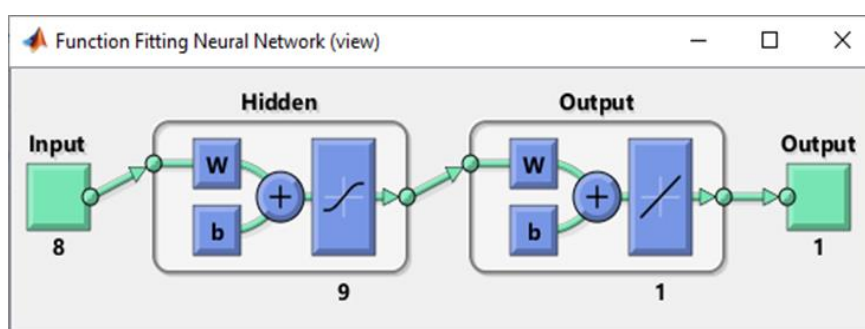 Function Fitting Neural Network (view)
Hidden
Output
Input
Output
W
W
+
+
b
b
8
1
9
1